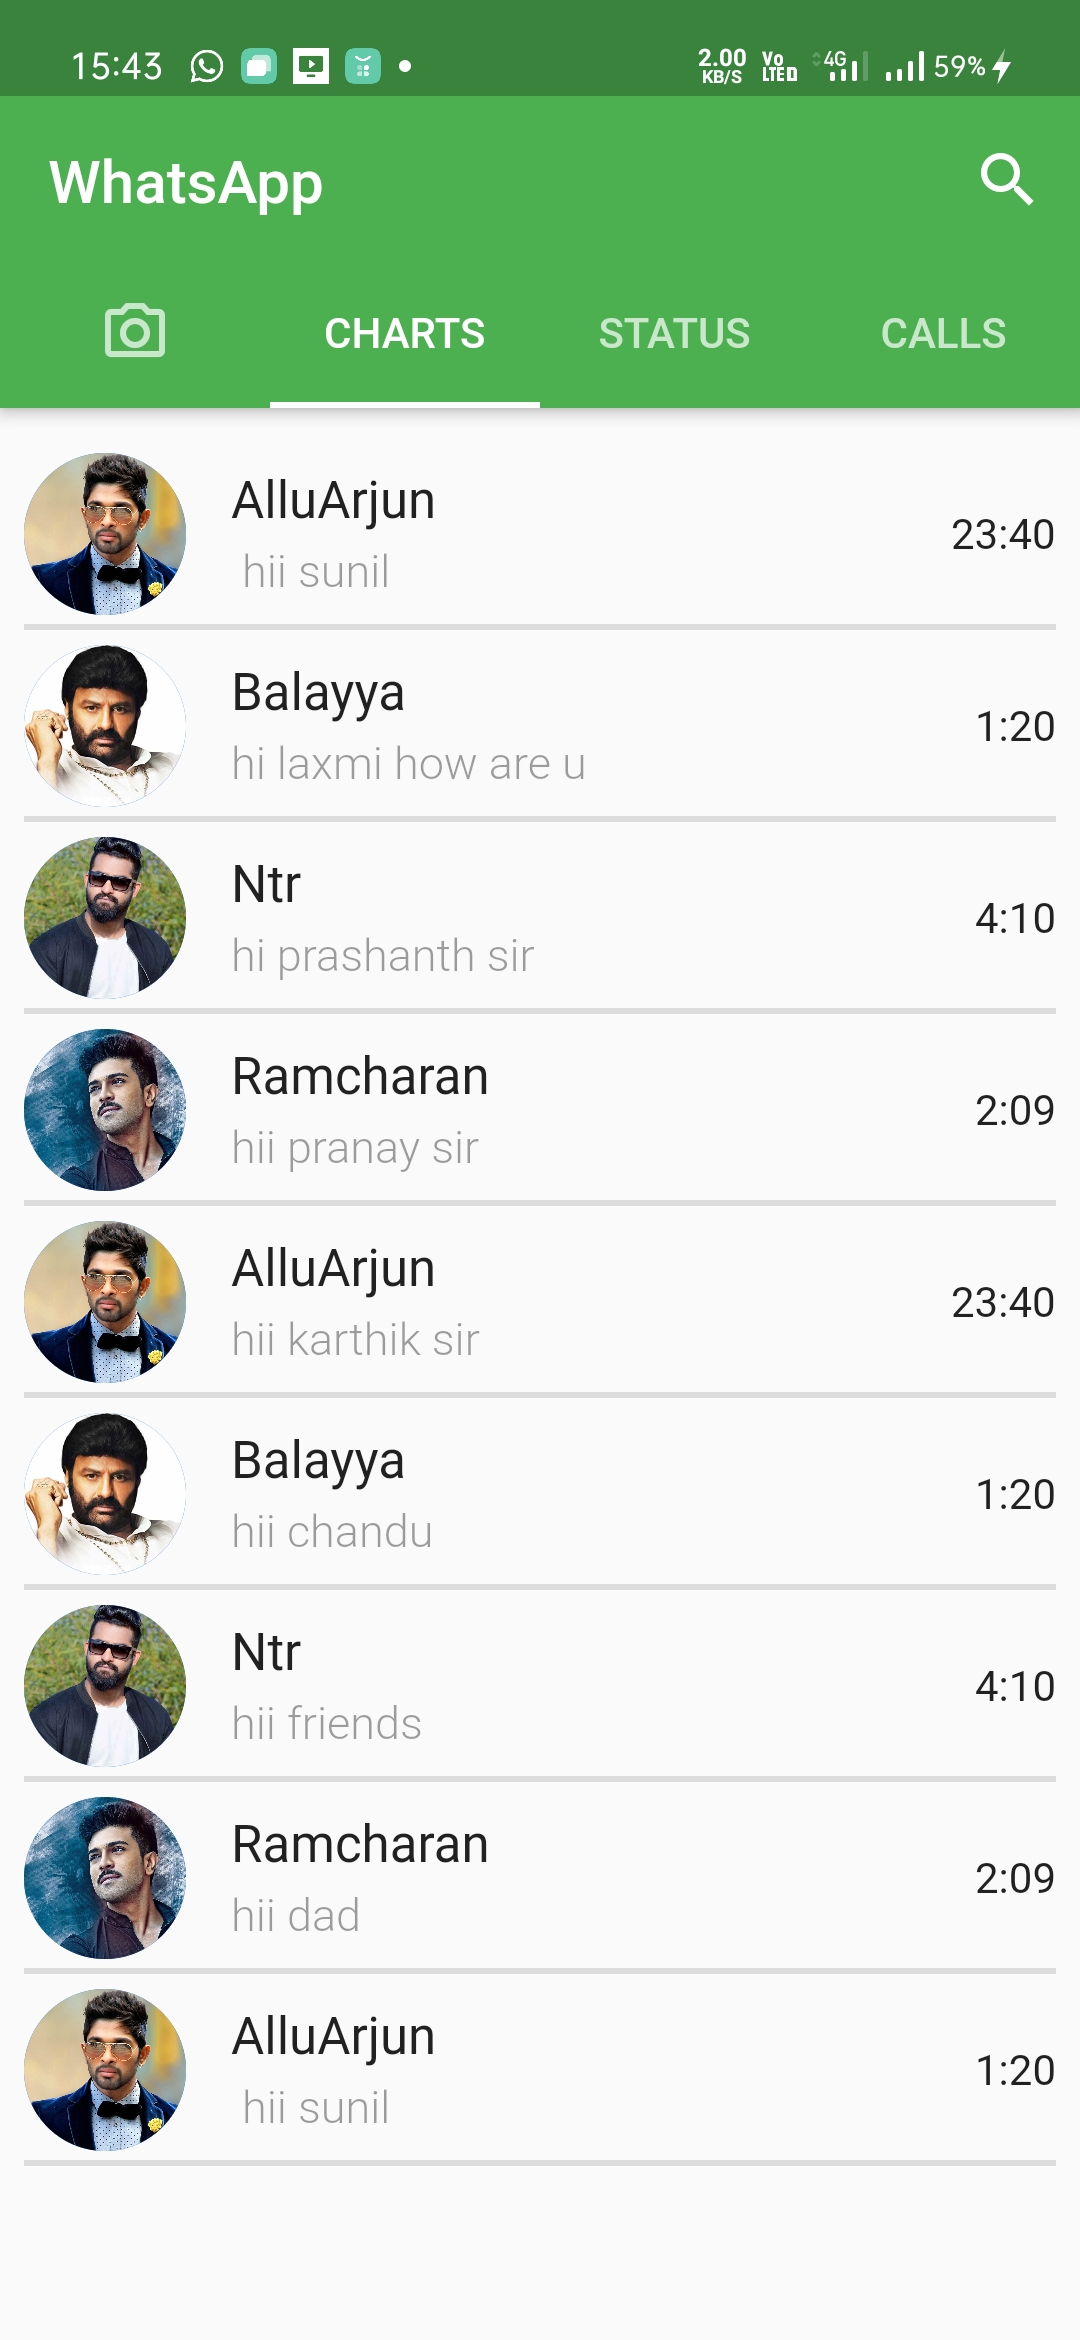 15:43 2.00 KB/S Vo LTE 4G 59%
WhatsApp
CHARTS STATUS CALLS
AlluArjun
hii sunil
23:40
Balayya
hi laxmi how are u
1:20
Ntr
hi prashanth sir
4:10
Ramcharan
hii pranay sir
2:09
AlluArjun
hii karthik sir
23:40
Balayya
hii chandu
1:20
Ntr
hii friends
4:10
Ramcharan
hii dad
2:09
AlluArjun
hii sunil
1:20